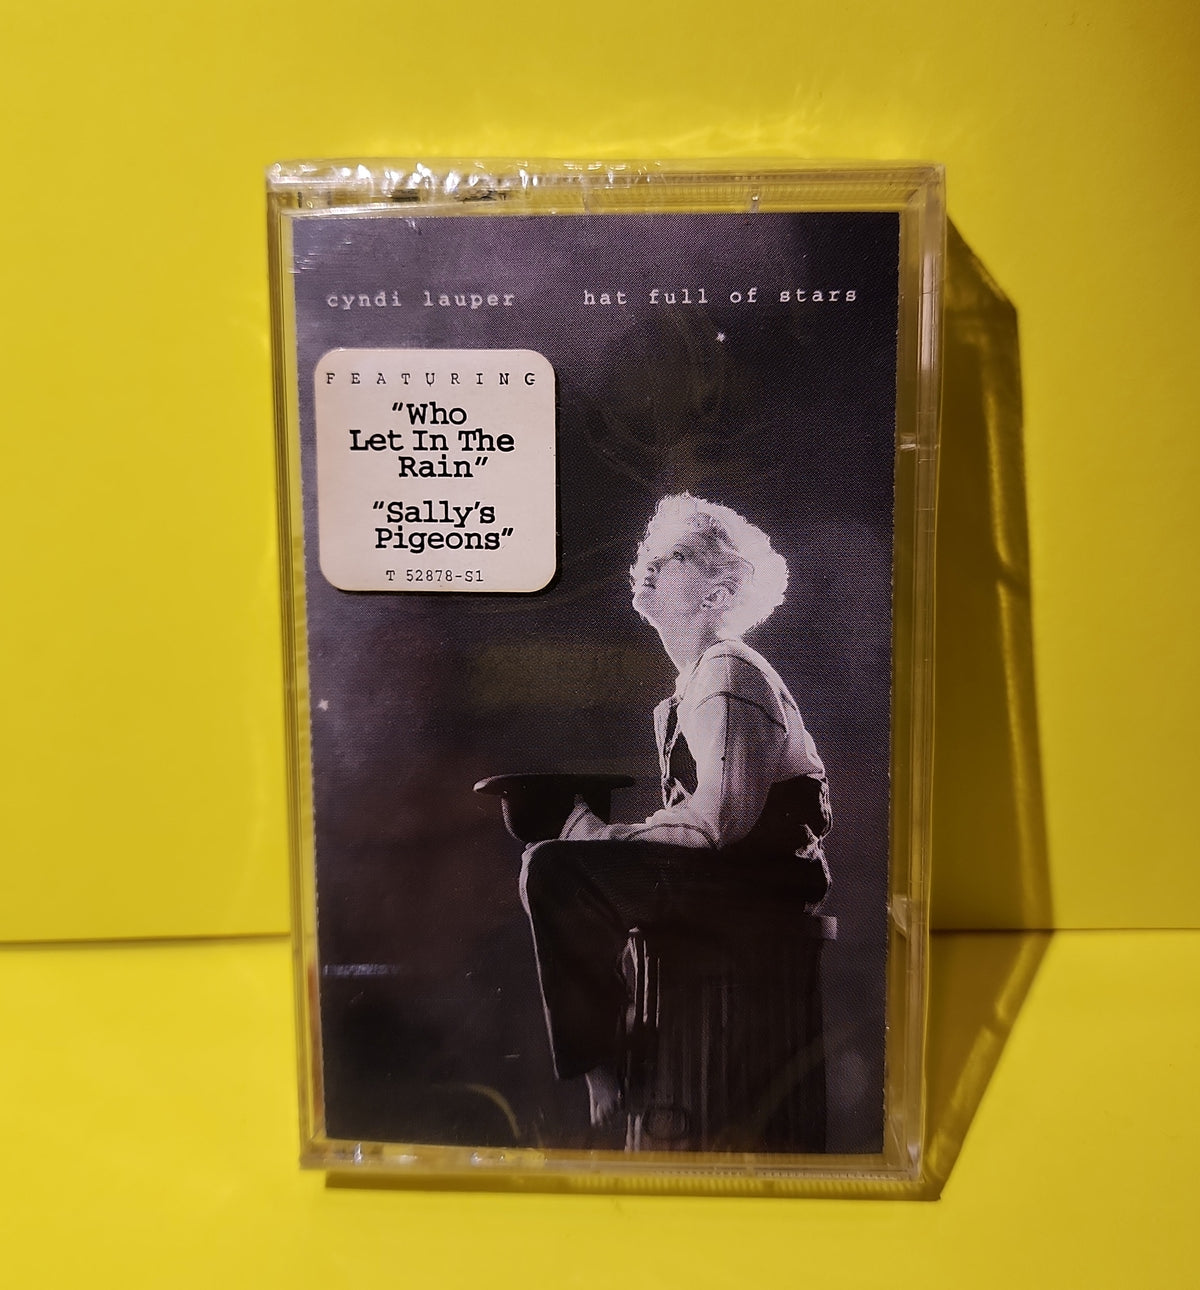 cyndi lauper hat full of stars
FEATURING
"Who
Let In The
Rain"
"Sally's
Pigeons"
T 52878-S1